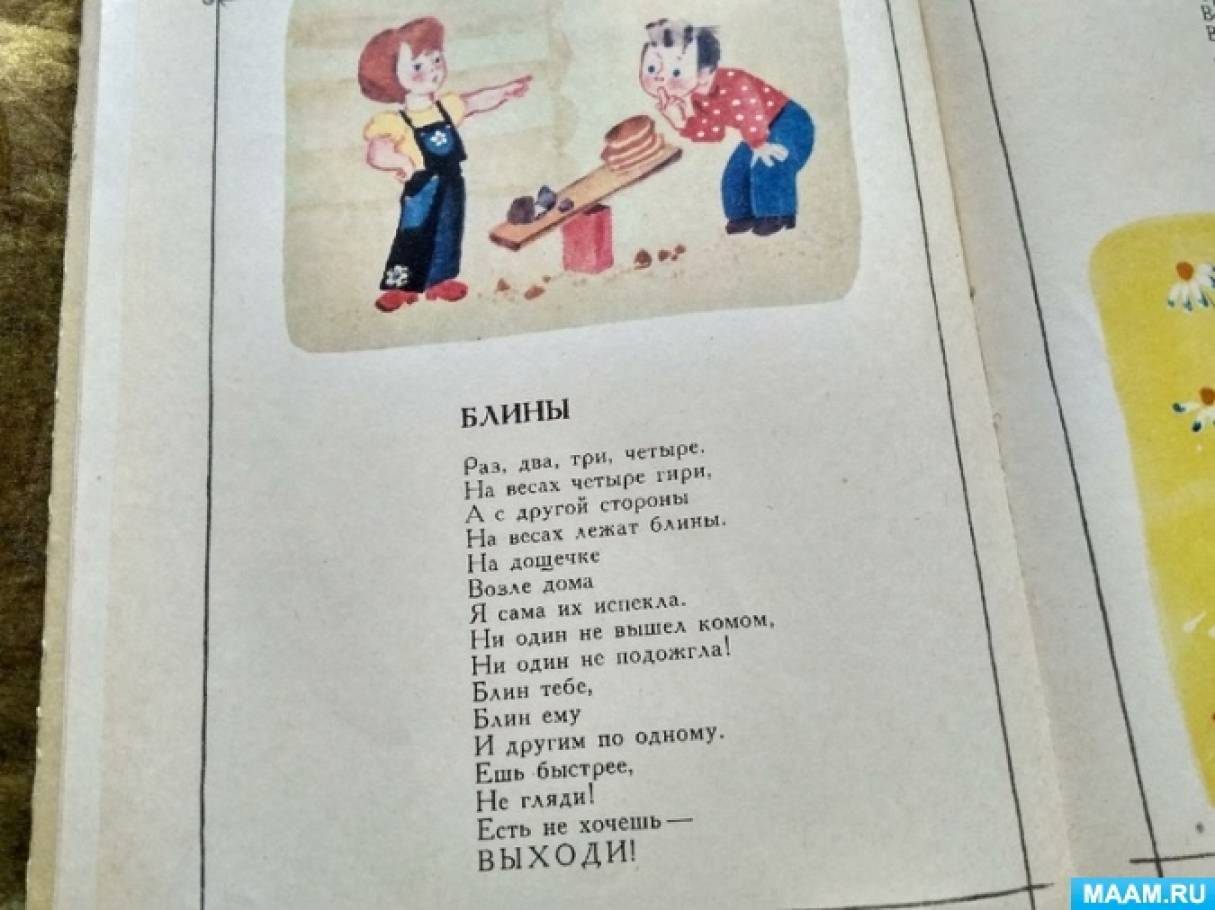 БЛИНЫ
Раз, два, три, четыре.
На весах четыре гири,
А с другой стороны
На весах лежат блины.
На дощечке
Возле дома
Я сама их испекла.
Ни один не вышел комом,
Ни один не подожгла!
Блин тебе,
Блин ему
И другим по одному.
Ешь быстрее,
Не гляди!
Есть не хочешь —
ВЫХОДИ!
MAAM.RU